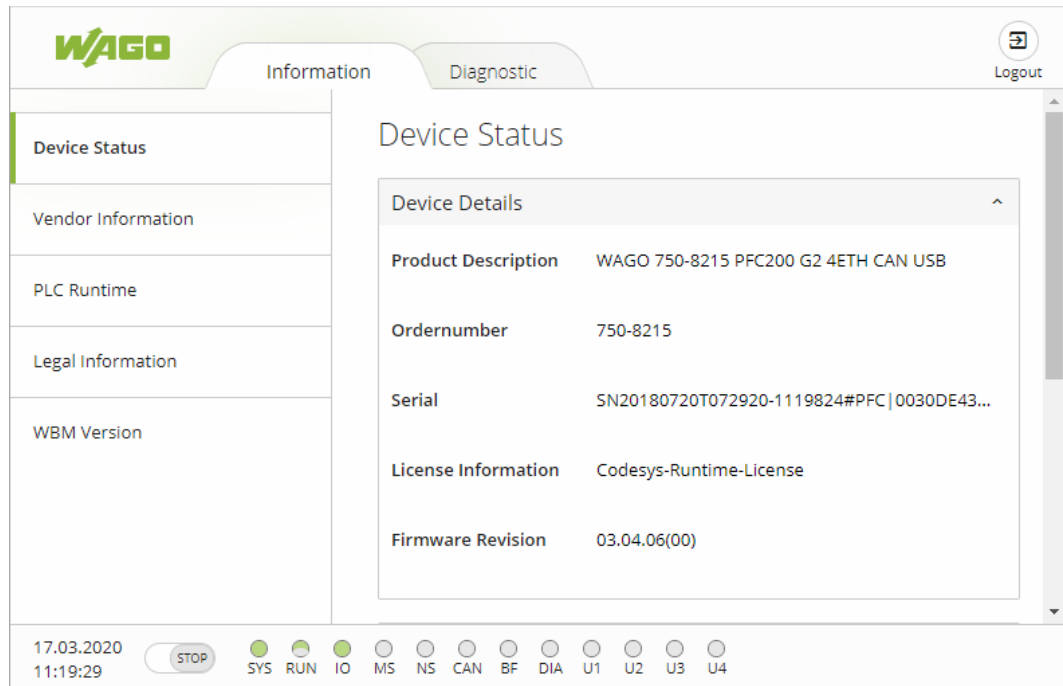 WAGO
Information
Diagnostic
Logout
Device Status
Vendor Information
PLC Runtime
Legal Information
WBM Version
Device Status
Device Details
Product Description WAGO 750-8215 PFC200 G2 4ETH CAN USB
Ordernumber 750-8215
Serial SN20180720T072920-1119824#PFC|0030DE43...
License Information Codesys-Runtime-License
Firmware Revision 03.04.06(00)
17.03.2020
11:19:29
STOP
SYS RUN IO MS NS CAN BF DIA U1 U2 U3 U4